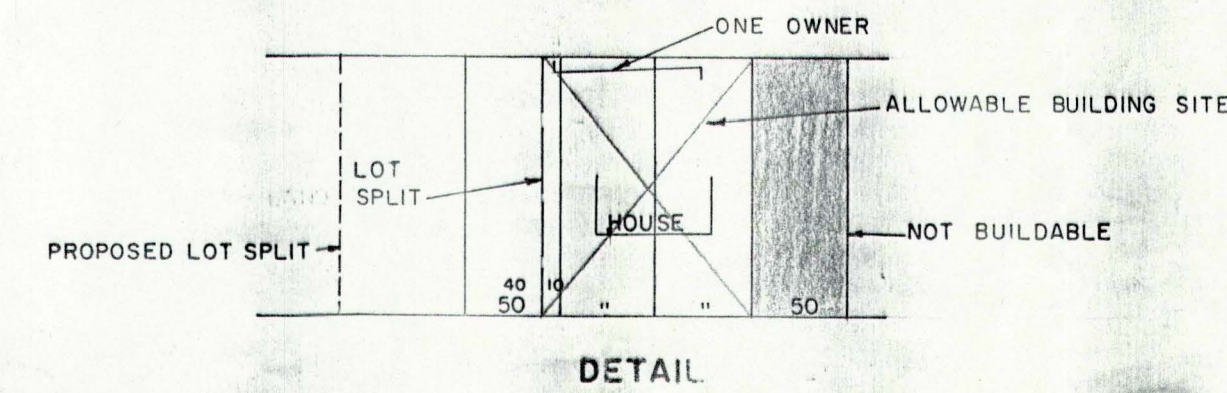 ONE OWNER
ALLOWABLE BUILDING SITE
LOT
SPLIT
HOUSE
PROPOSED LOT SPLIT
NOT BUILDABLE
40 10
50 " " 50
DETAIL